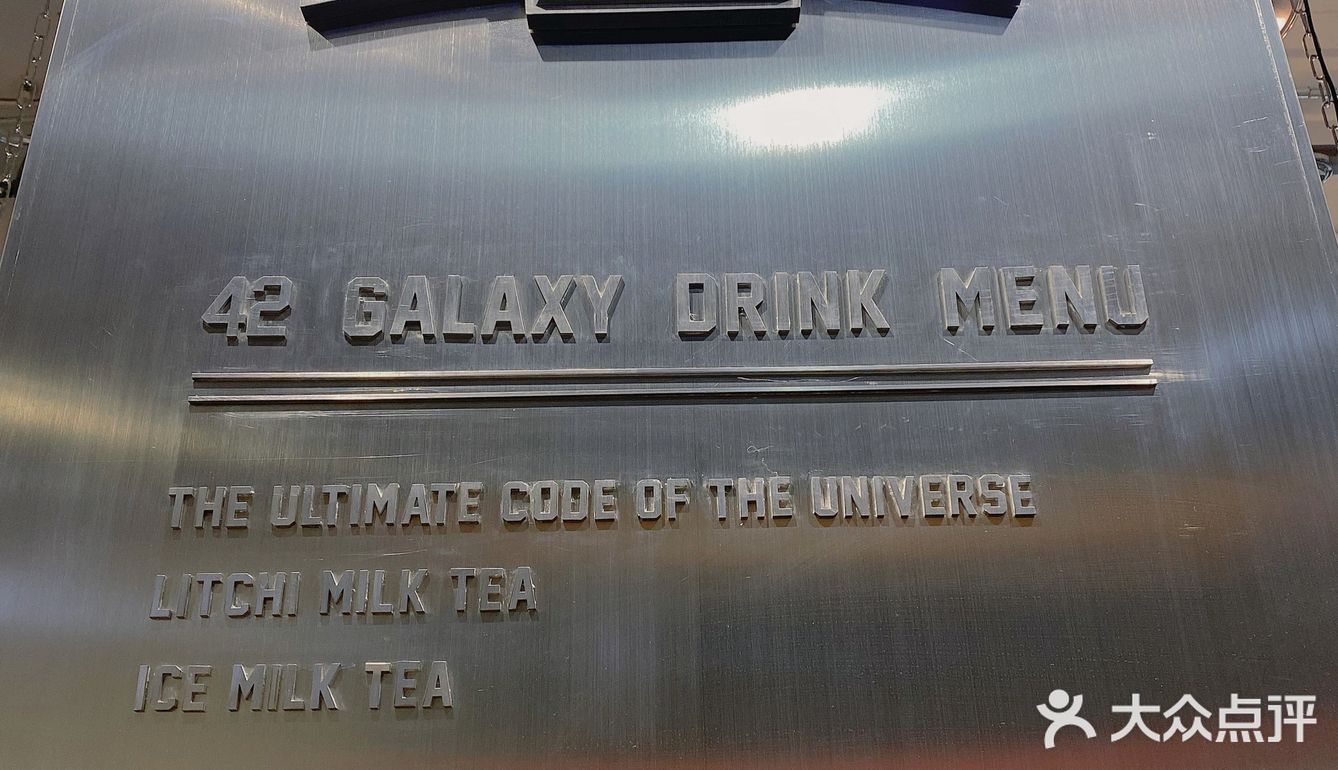 42 GALAXY DRINK MENU
THE ULTIMATE CODE OF THE UNIVERSE
LITCHI MILK TEA
ICE MILK TEA
大众点评